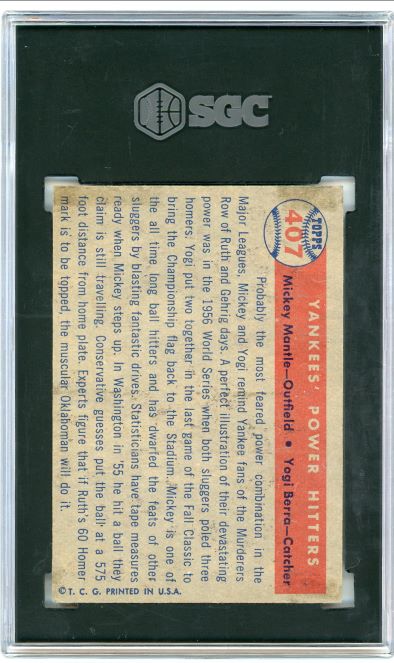 SGC
TOPPS
407
YANKEES' POWER HITTERS
Mickey Mantle—Outfield • Yogi Berra—Catcher
Probably the most feared power combination in the
Major Leagues, Mickey and Yogi remind Yankee fans of the Murderers
Row of Ruth and Gehrig days. A perfect illustration of their devastating
power was in the 1956 World Series when both sluggers poled three
homers. Yogi put two together in the last game of the Fall Classic to
bring the Championship flag back to the Stadium. Mickey is one of
the all time long ball hitters and has dwarfed the feats of other
sluggers by blasting fantastic drives. Statisticians have tape measures
ready when Mickey steps up. In Washington in '55 he hit a ball they
claim is still travelling. Conservative guesses put the ball at a 575
foot distance from home plate. Experts figure that if Ruth's 60 Homer
mark is to be topped, the muscular Oklahoman will do it.
© T. C. G. PRINTED IN U.S.A.